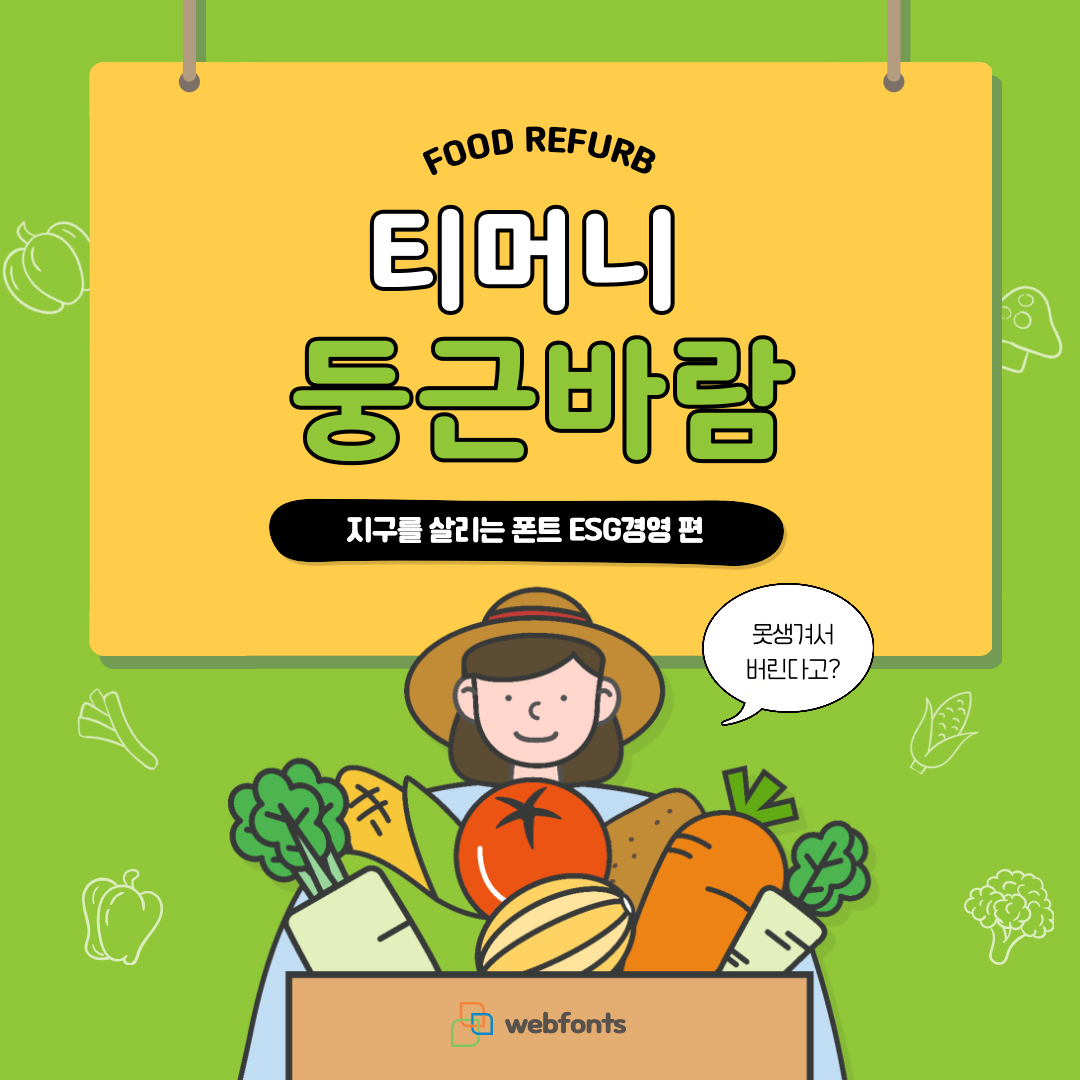 FOOD REFURB
티머니
둥근바람
지구를 살리는 폰트 ESG경영 편
못생겨서
버린다고?
webfonts